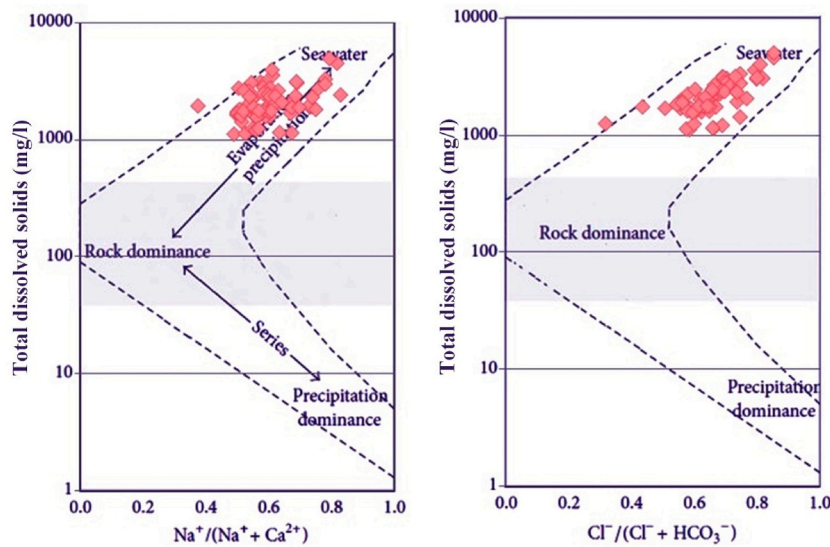 Total dissolved solids (mg/l)
10000
1000
100
10
1
Seawater
Evaporation
precipitation
Rock dominance
Series
Precipitation
dominance
0.0 0.2 0.4 0.6 0.8 1.0
Na⁺/(Na⁺ + Ca²⁺)
Total dissolved solids (mg/l)
10000
1000
100
10
1
Seawater
Rock dominance
Precipitation
dominance
0.0 0.2 0.4 0.6 0.8 1.0
Cl⁻/(Cl⁻ + HCO₃⁻)